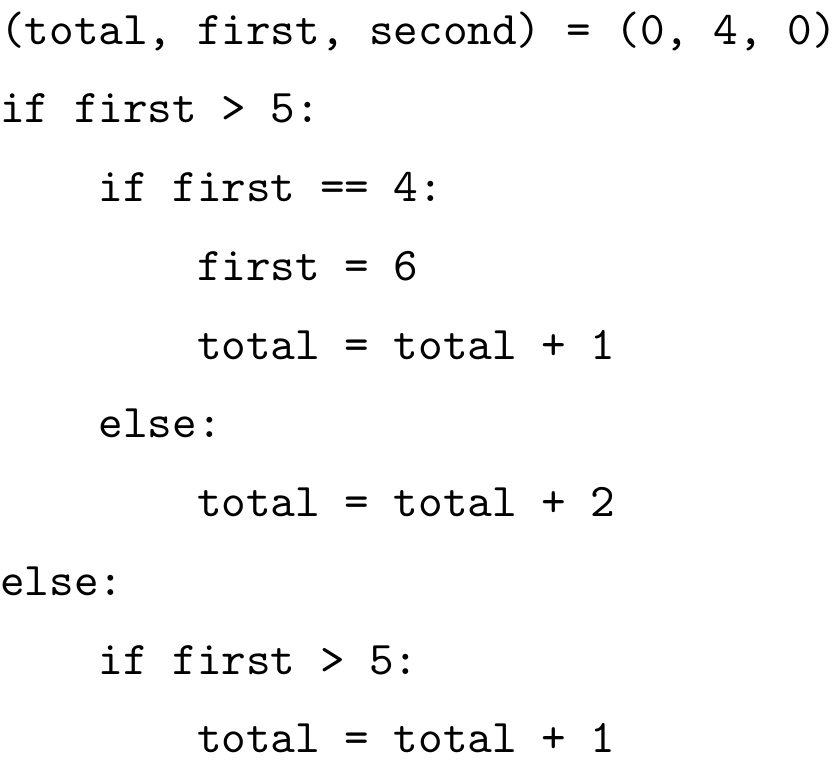 (total, first, second) = (0, 4, 0)
if first > 5:
    if first == 4:
        first = 6
        total = total + 1
    else:
        total = total + 2
else:
    if first > 5:
        total = total + 1